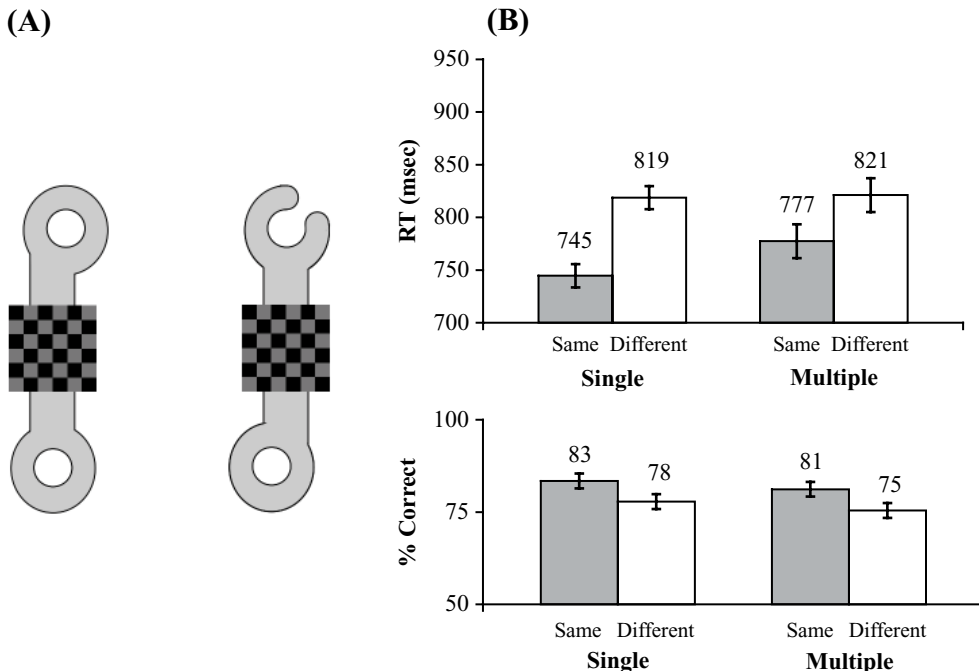 (A)
(B)
RT (msec)
950
900
850
800
750
700
745
819
777
821
Same Different
Same Different
Single
Multiple
% Correct
100
75
50
83
78
81
75
Same Different
Same Different
Single
Multiple